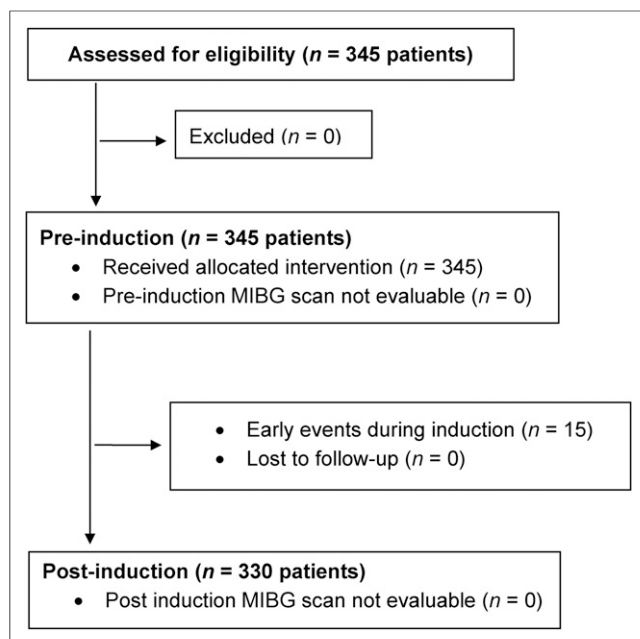 Assessed for eligibility (n = 345 patients)
Excluded (n = 0)
Pre-induction (n = 345 patients)
• Received allocated intervention (n = 345)
• Pre-induction MIBG scan not evaluable (n = 0)
• Early events during induction (n = 15)
• Lost to follow-up (n = 0)
Post-induction (n = 330 patients)
• Post induction MIBG scan not evaluable (n = 0)